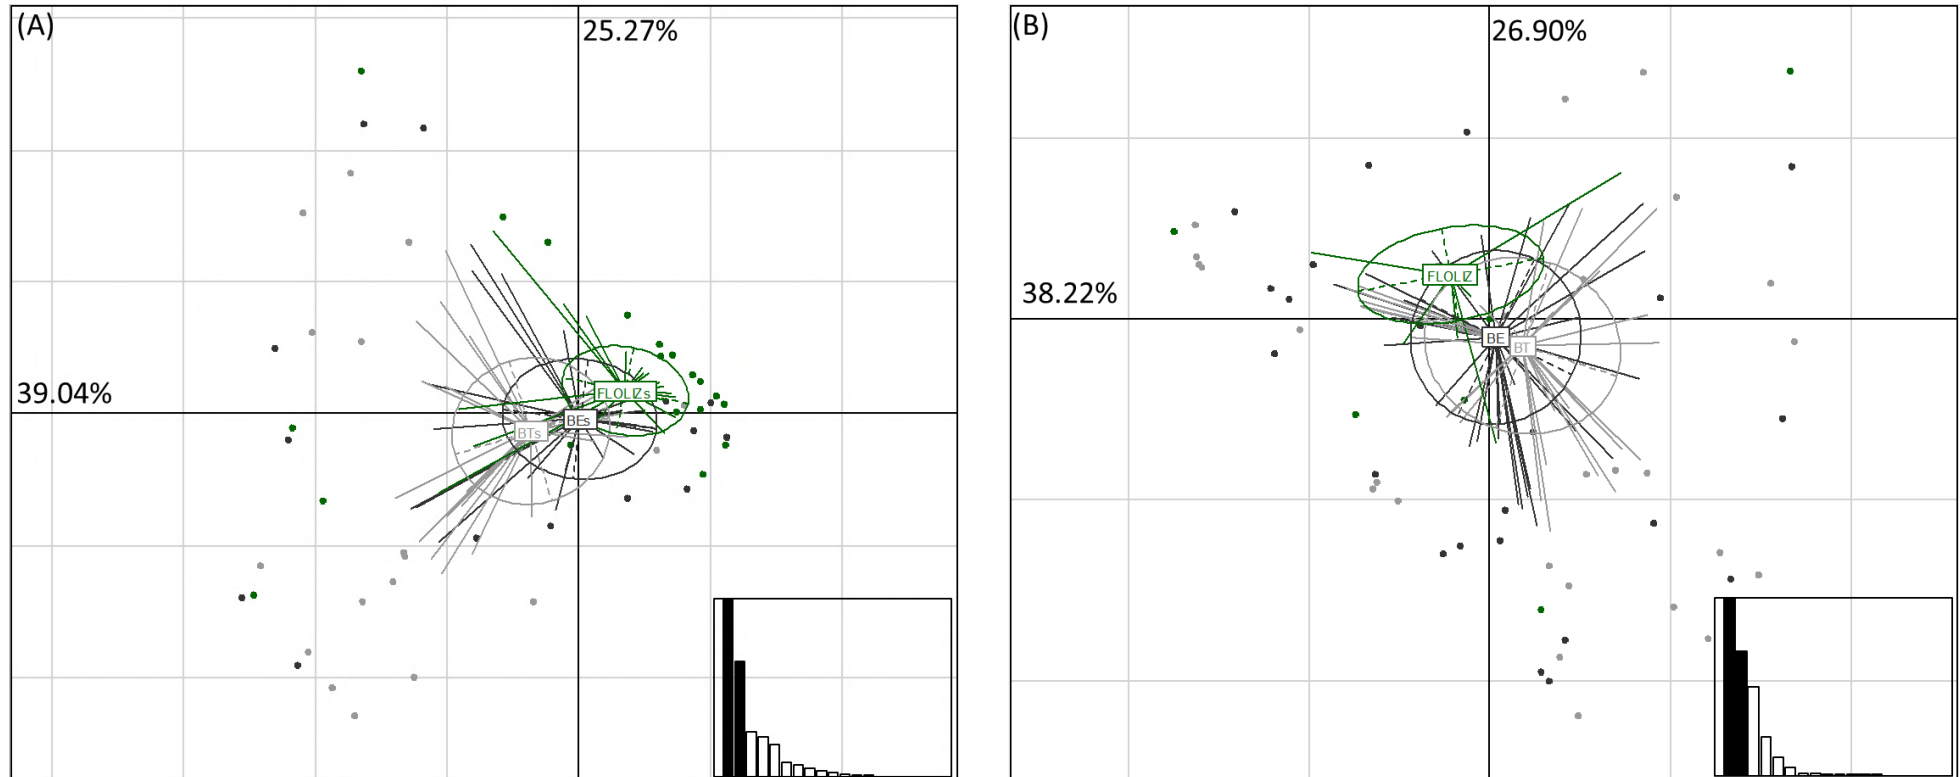 (A)
25.27%
39.04%
FLOLIZs
BEs
BTs
(B)
26.90%
38.22%
FLOLIZ
BE
BT